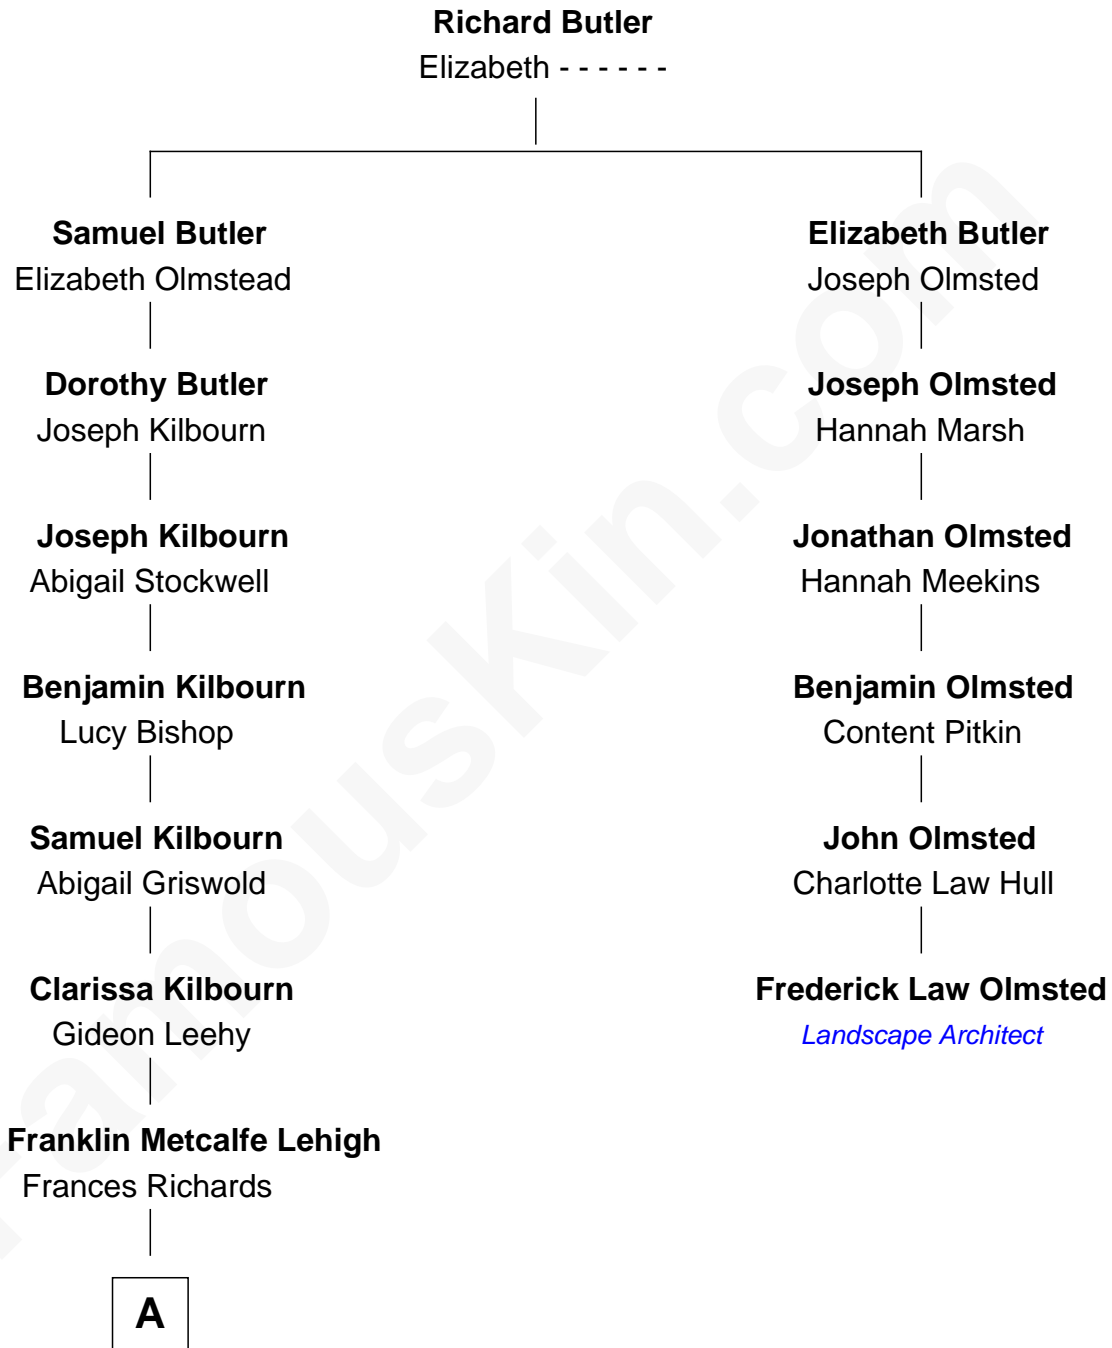 Richard Butler
Elizabeth - - - - - -
Samuel Butler
Elizabeth Olmstead
Elizabeth Butler
Joseph Olmsted
Dorothy Butler
Joseph Kilbourn
Joseph Olmsted
Hannah Marsh
Joseph Kilbourn
Abigail Stockwell
Jonathan Olmsted
Hannah Meekins
Benjamin Kilbourn
Lucy Bishop
Benjamin Olmsted
Content Pitkin
Samuel Kilbourn
Abigail Griswold
John Olmsted
Charlotte Law Hull
Clarissa Kilbourn
Gideon Leehy
Frederick Law Olmsted
Landscape Architect
Franklin Metcalfe Lehigh
Frances Richards
A
FamousKin.com